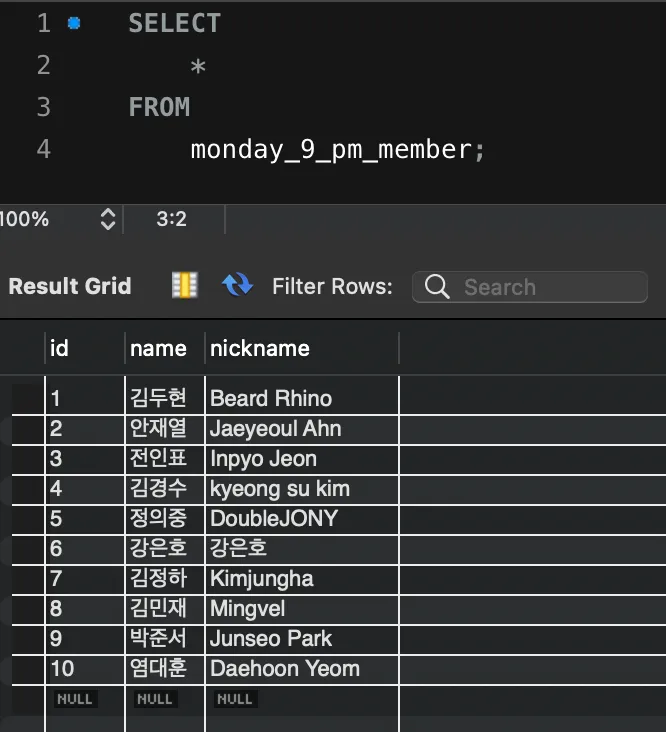 1 SELECT
2 *
3 FROM
4 monday_9_pm_member;
100% 3:2
Result Grid Filter Rows: Search
id name nickname
1 김두현 Beard Rhino
2 안재열 Jaeyeoul Ahn
3 전인표 Inpyo Jeon
4 김경수 kyeong su kim
5 정의중 DoubleJONY
6 강은호 강은호
7 김정하 Kimjungha
8 김민재 Mingvel
9 박준서 Junseo Park
10 염대훈 Daehoon Yeom
NULL NULL NULL